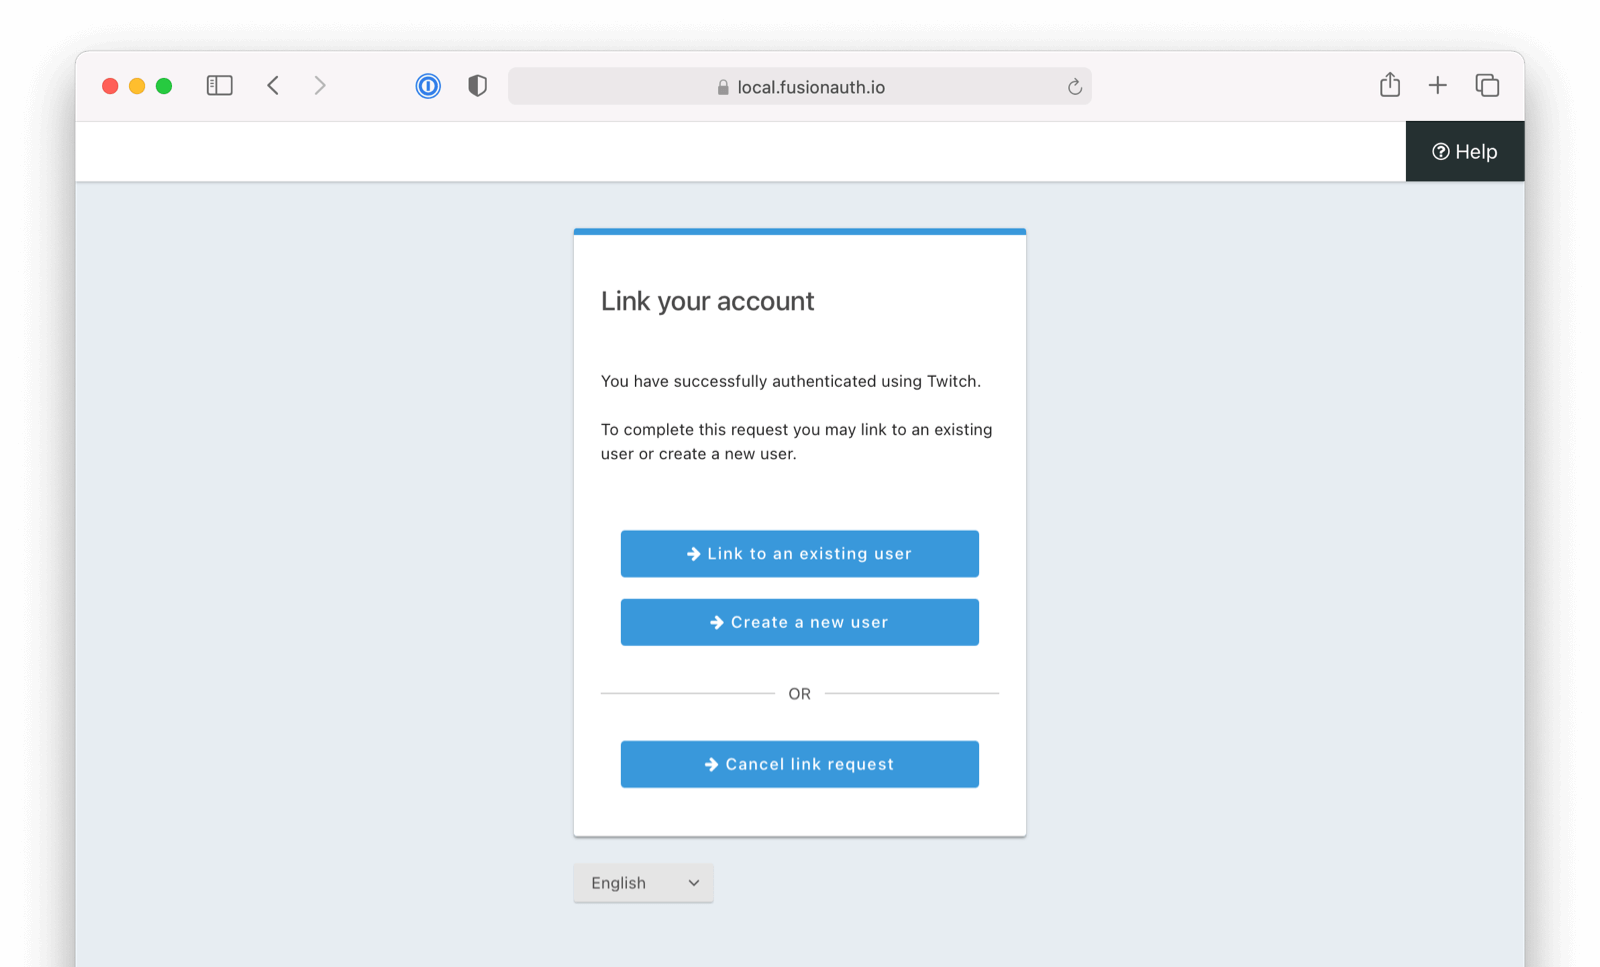 local.fusionauth.io
Help
Link your account
You have successfully authenticated using Twitch.
To complete this request you may link to an existing
user or create a new user.
Link to an existing user
Create a new user
OR
Cancel link request
English